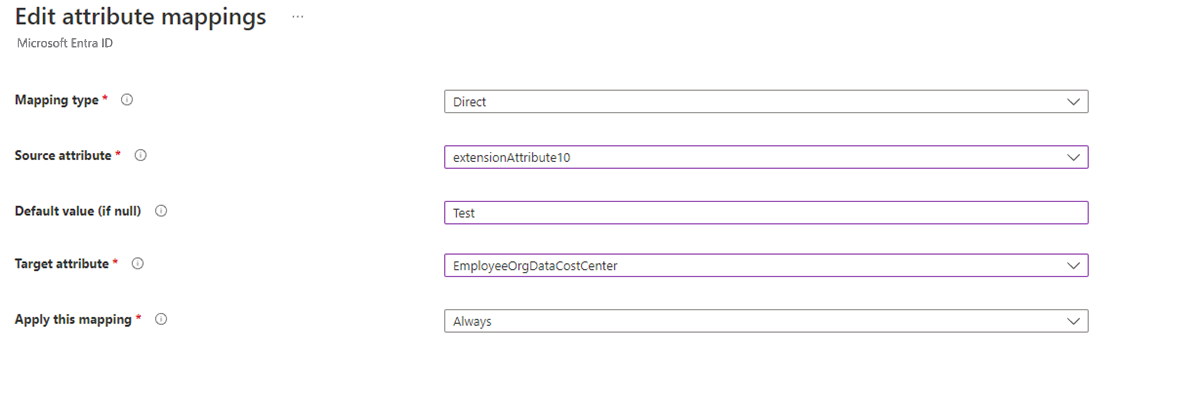 Edit attribute mappings ...
Microsoft Entra ID
Mapping type * Direct
Source attribute * extensionAttribute10
Default value (if null) Test
Target attribute * EmployeeOrgDataCostCenter
Apply this mapping * Always